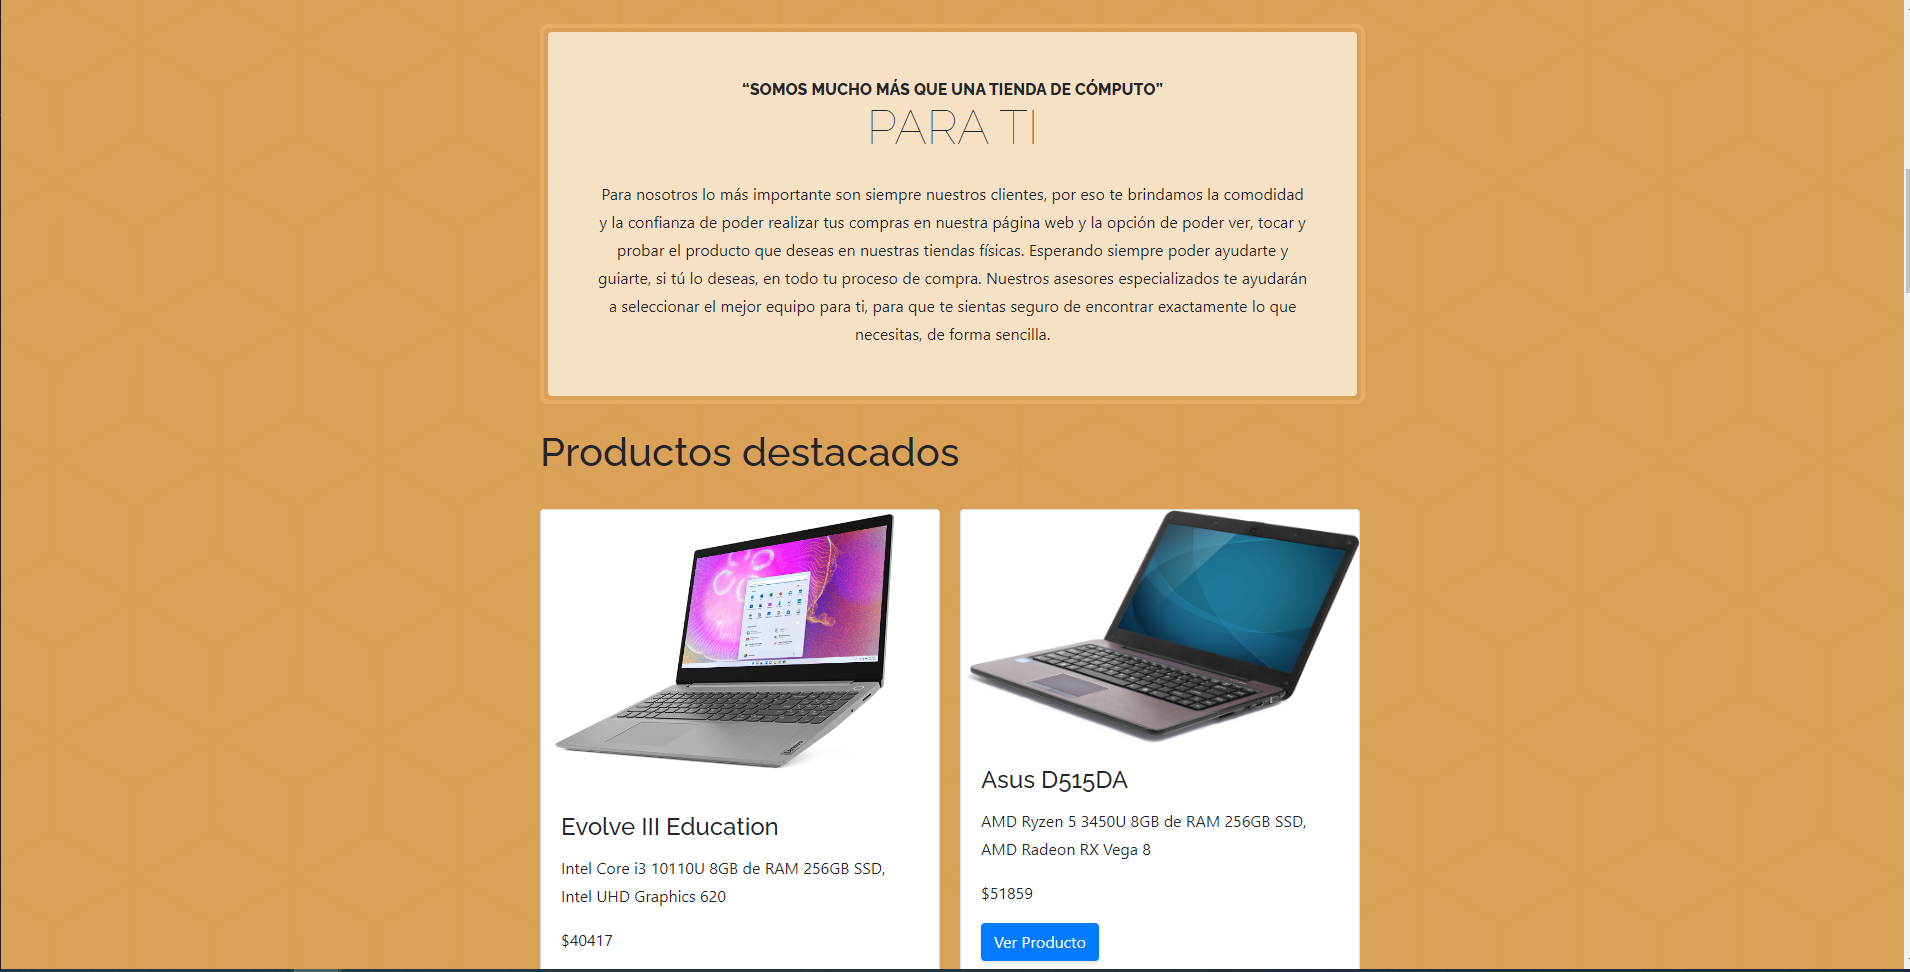 “SOMOS MUCHO MÁS QUE UNA TIENDA DE CÓMPUTO”
PARA TI
Para nosotros lo más importante son siempre nuestros clientes, por eso te brindamos la comodidad
y la confianza de poder realizar tus compras en nuestra página web y la opción de poder ver, tocar y
probar el producto que deseas en nuestras tiendas físicas. Esperando siempre poder ayudarte y
guiarte, si tú lo deseas, en todo tu proceso de compra. Nuestros asesores especializados te ayudarán
a seleccionar el mejor equipo para ti, para que te sientas seguro de encontrar exactamente lo que
necesitas, de forma sencilla.
Productos destacados
Lenovo
Evolve III Education
Intel Core i3 10110U 8GB de RAM 256GB SSD,
Intel UHD Graphics 620
$40417
Asus D515DA
AMD Ryzen 5 3450U 8GB de RAM 256GB SSD,
AMD Radeon RX Vega 8
$51859
Ver Producto